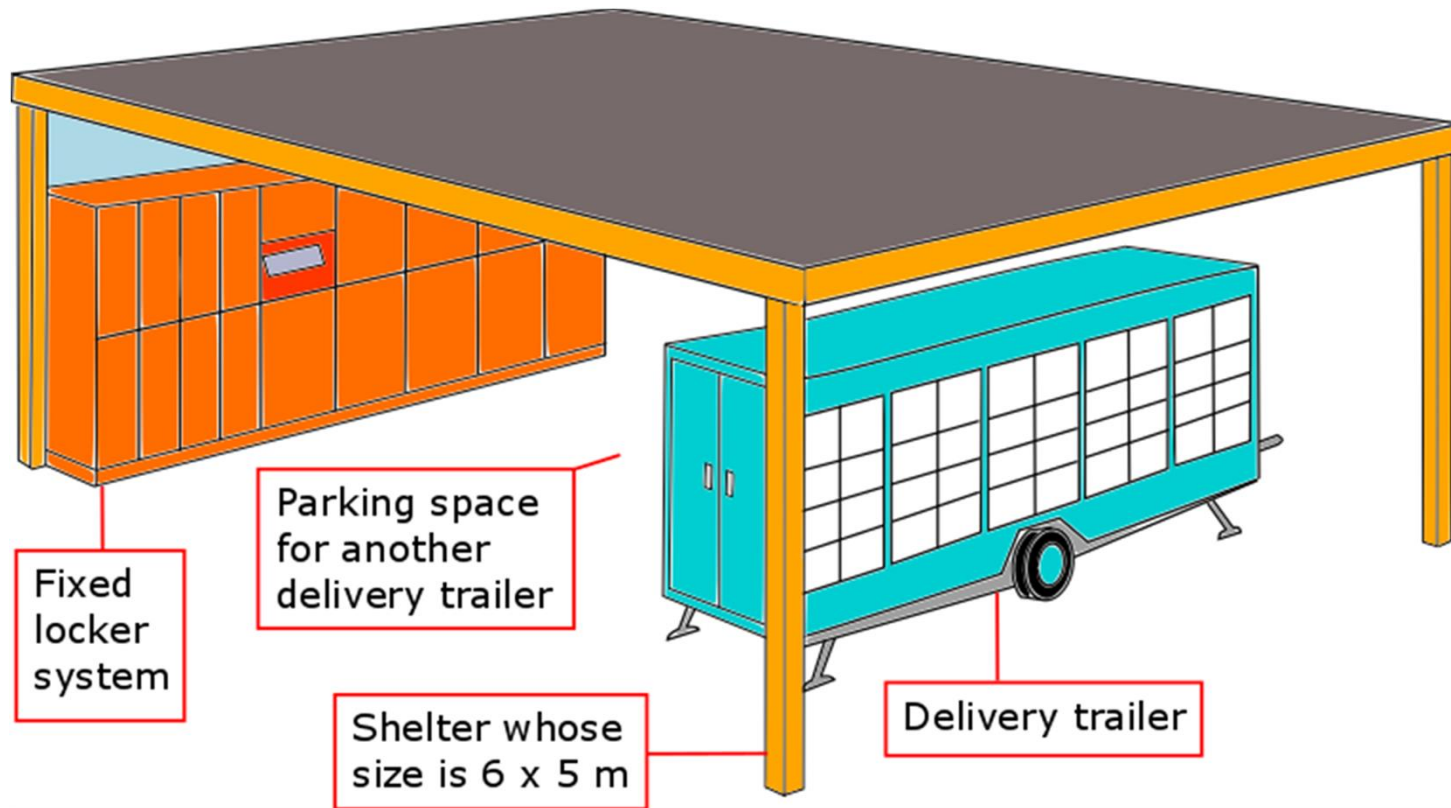 Fixed
locker
system
Parking space
for another
delivery trailer
Shelter whose
size is 6 x 5 m
Delivery trailer